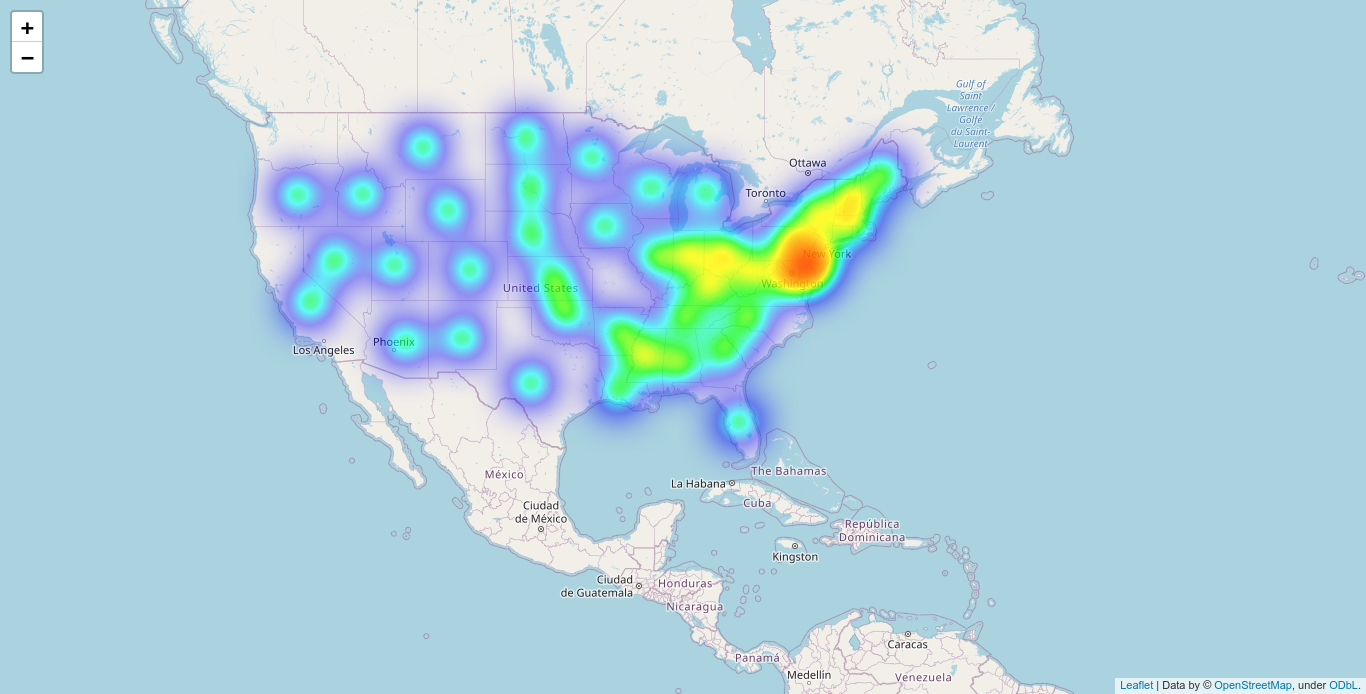 +
−
Gulf of
Saint
Lawrence /
Golfe
du Saint-
Laurent
Ottawa
Toronto
New York
Washington
United States
Phoenix
Los Angeles
México
Ciudad
de México
La Habana
The Bahamas
Cuba
República
Dominicana
Kingston
Ciudad
de Guatemala
Honduras
Nicaragua
Panamá
Caracas
Medellín
Venezuela
Leaflet | Data by © OpenStreetMap, under ODbL.